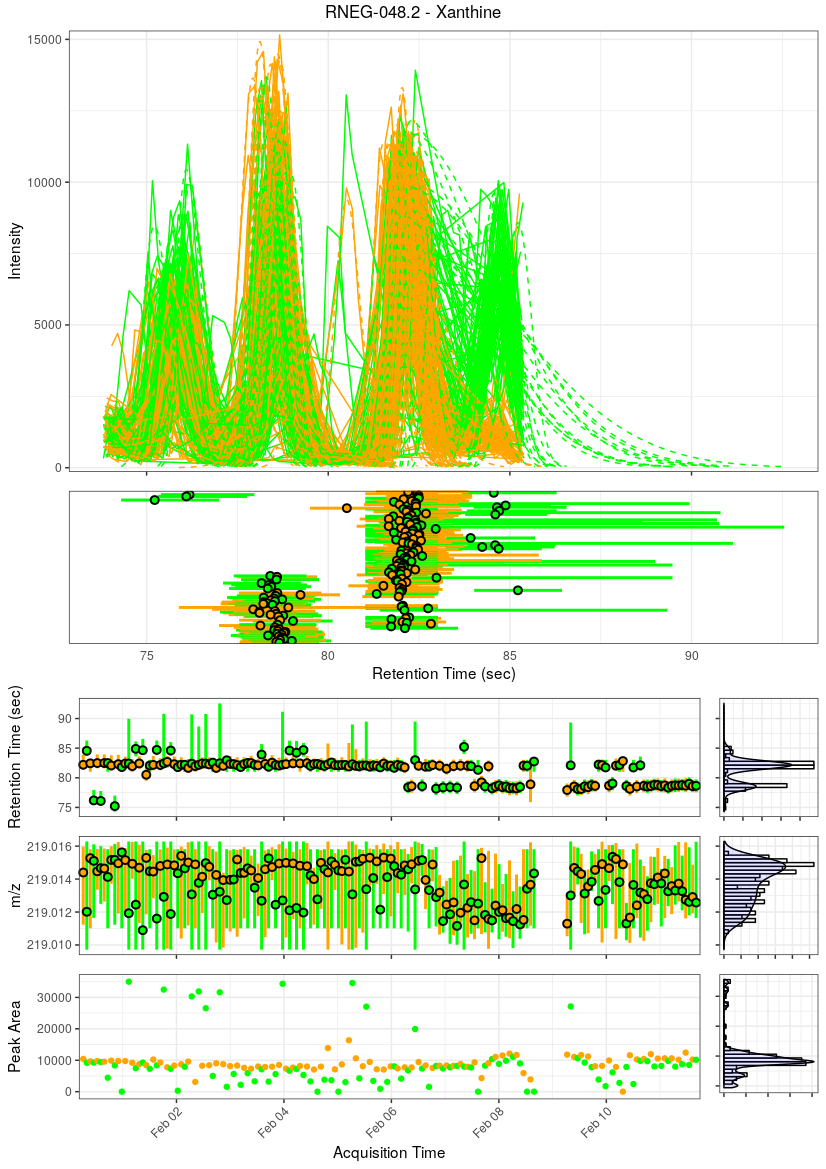 RNEG-048.2 - Xanthine
15000
10000
5000
0
Intensity
75 80 85 90
Retention Time (sec)
90
85
80
75
Retention Time (sec)
219.016
219.014
219.012
219.010
m/z
30000
20000
10000
0
Peak Area
Feb 02 Feb 04 Feb 06 Feb 08 Feb 10
Acquisition Time